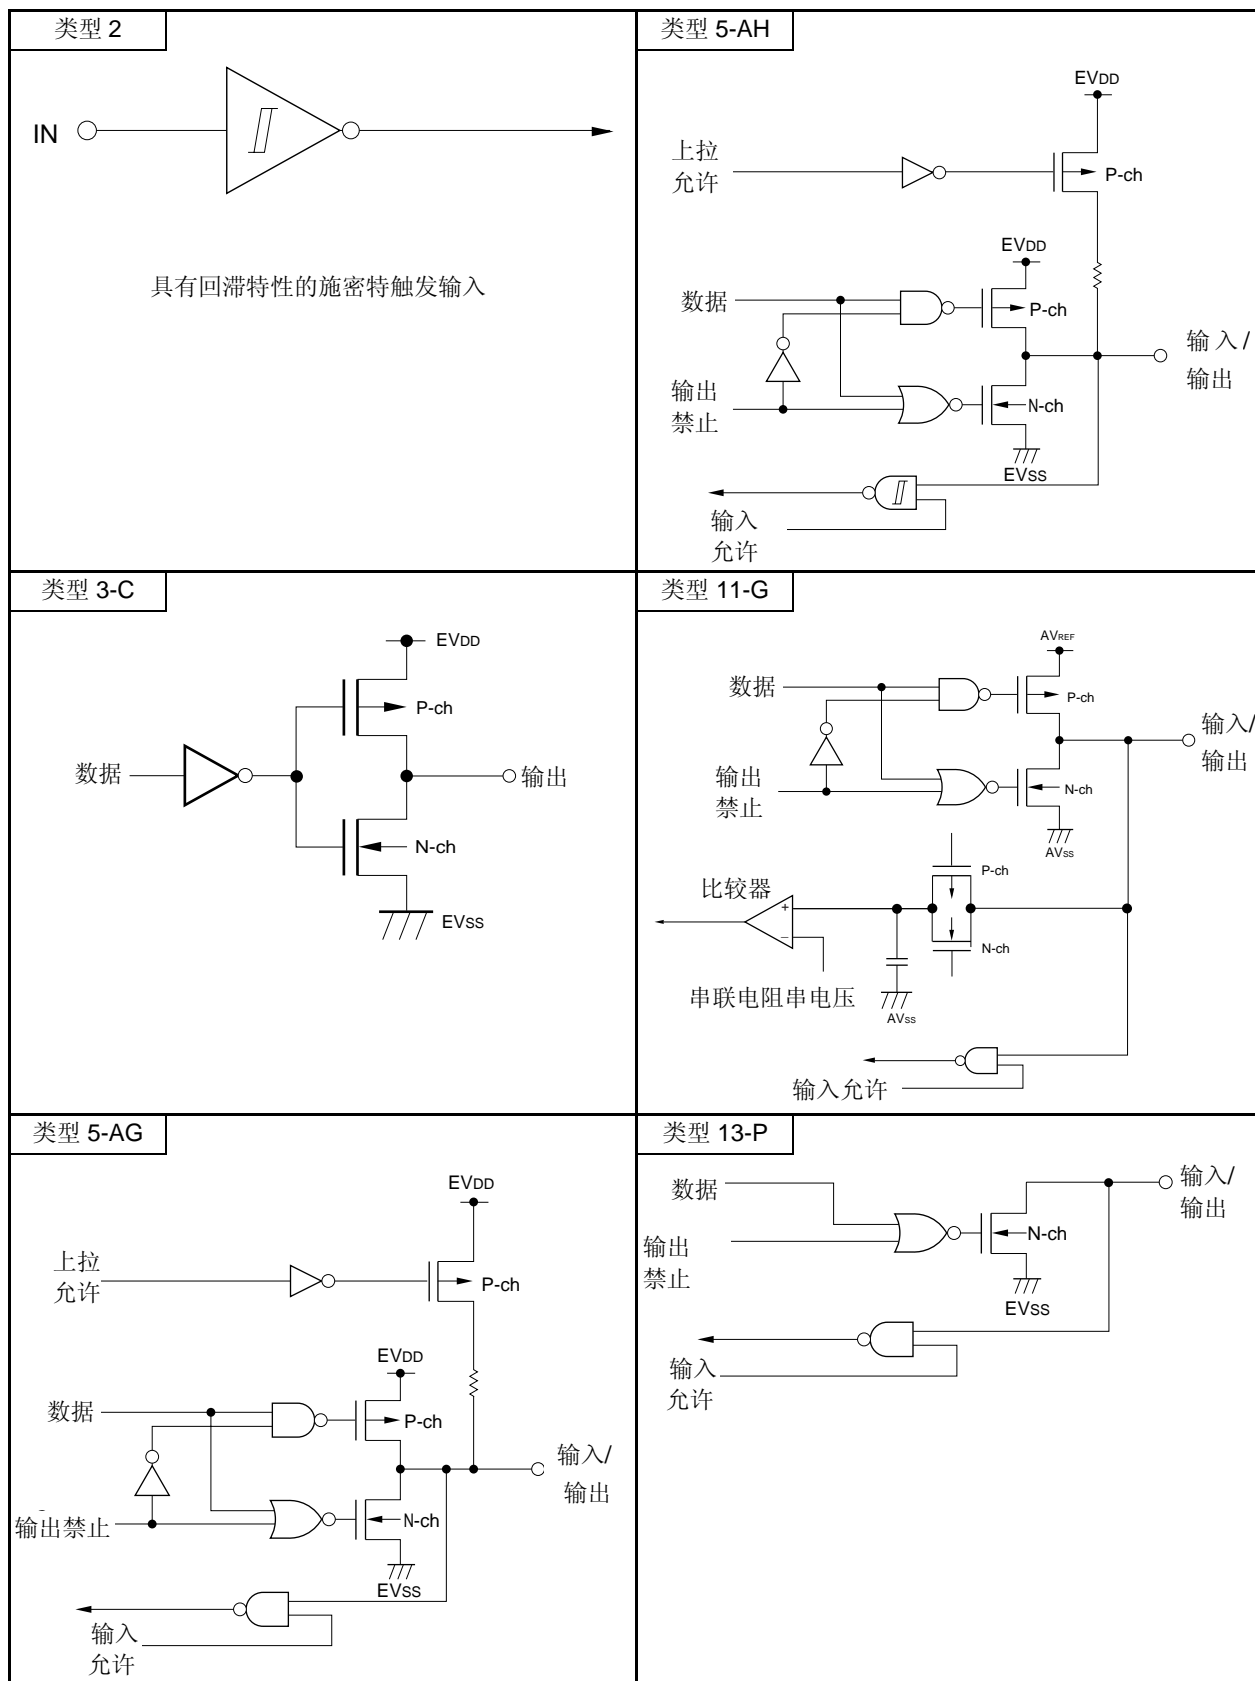 类型 2
IN
具有回滞特性的施密特触发输入
类型 5-AH
EVDD
上拉
允许
P-ch
EVDD
数据
P-ch
输入/
输出
输出
禁止
N-ch
EVSS
输入
允许
类型 3-C
EVDD
P-ch
数据
输出
N-ch
EVSS
类型 11-G
AVREF
数据
P-ch
输入/
输出
输出
禁止
N-ch
AVSS
P-ch
比较器
+
–
N-ch
串联电阻串电压
AVSS
输入允许
类型 5-AG
EVDD
上拉
允许
P-ch
EVDD
数据
P-ch
输入/
输出
输出禁止
N-ch
EVSS
输入
允许
类型 13-P
数据
输入/
输出
输出
禁止
N-ch
EVSS
输入
允许